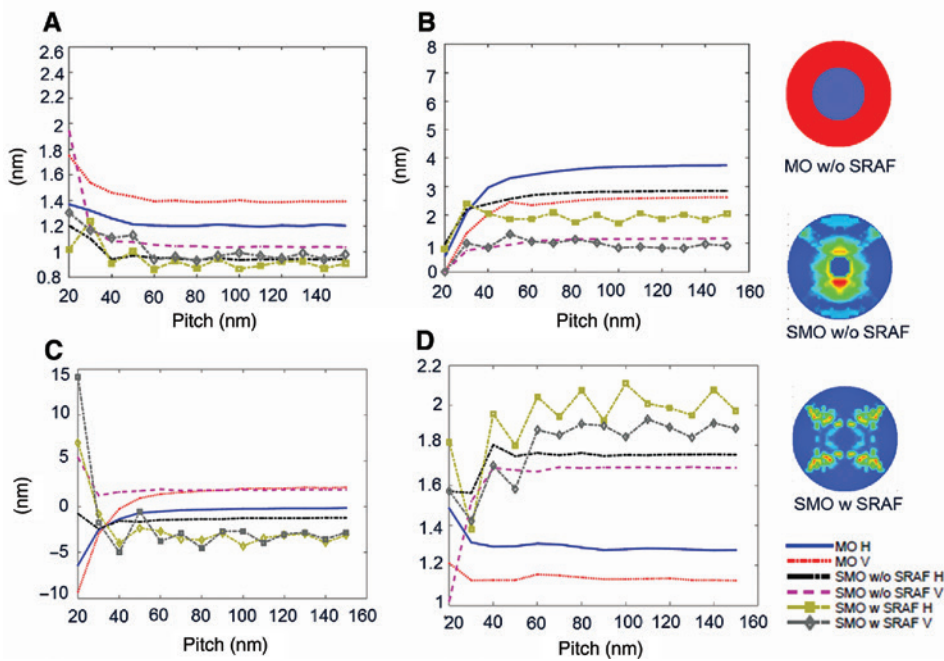 A
2.6
2.4
2.2
2
1.8
1.6
1.4
1.2
1
0.8
(nm)
20 40 60 80 100 120 140
Pitch (nm)
B
8
7
6
5
4
3
2
1
0
(nm)
20 40 60 80 100 120 140 160
Pitch (nm)
MO w/o SRAF
SMO w/o SRAF
SMO w SRAF
C
15
10
5
0
−5
−10
(nm)
20 40 60 80 100 120 140
Pitch (nm)
D
2.2
2
1.8
1.6
1.4
1.2
1
20 40 60 80 100 120 140 160
Pitch (nm)
MO H
MO V
SMO w/o SRAF H
SMO w/o SRAF V
SMO w SRAF H
SMO w SRAF V